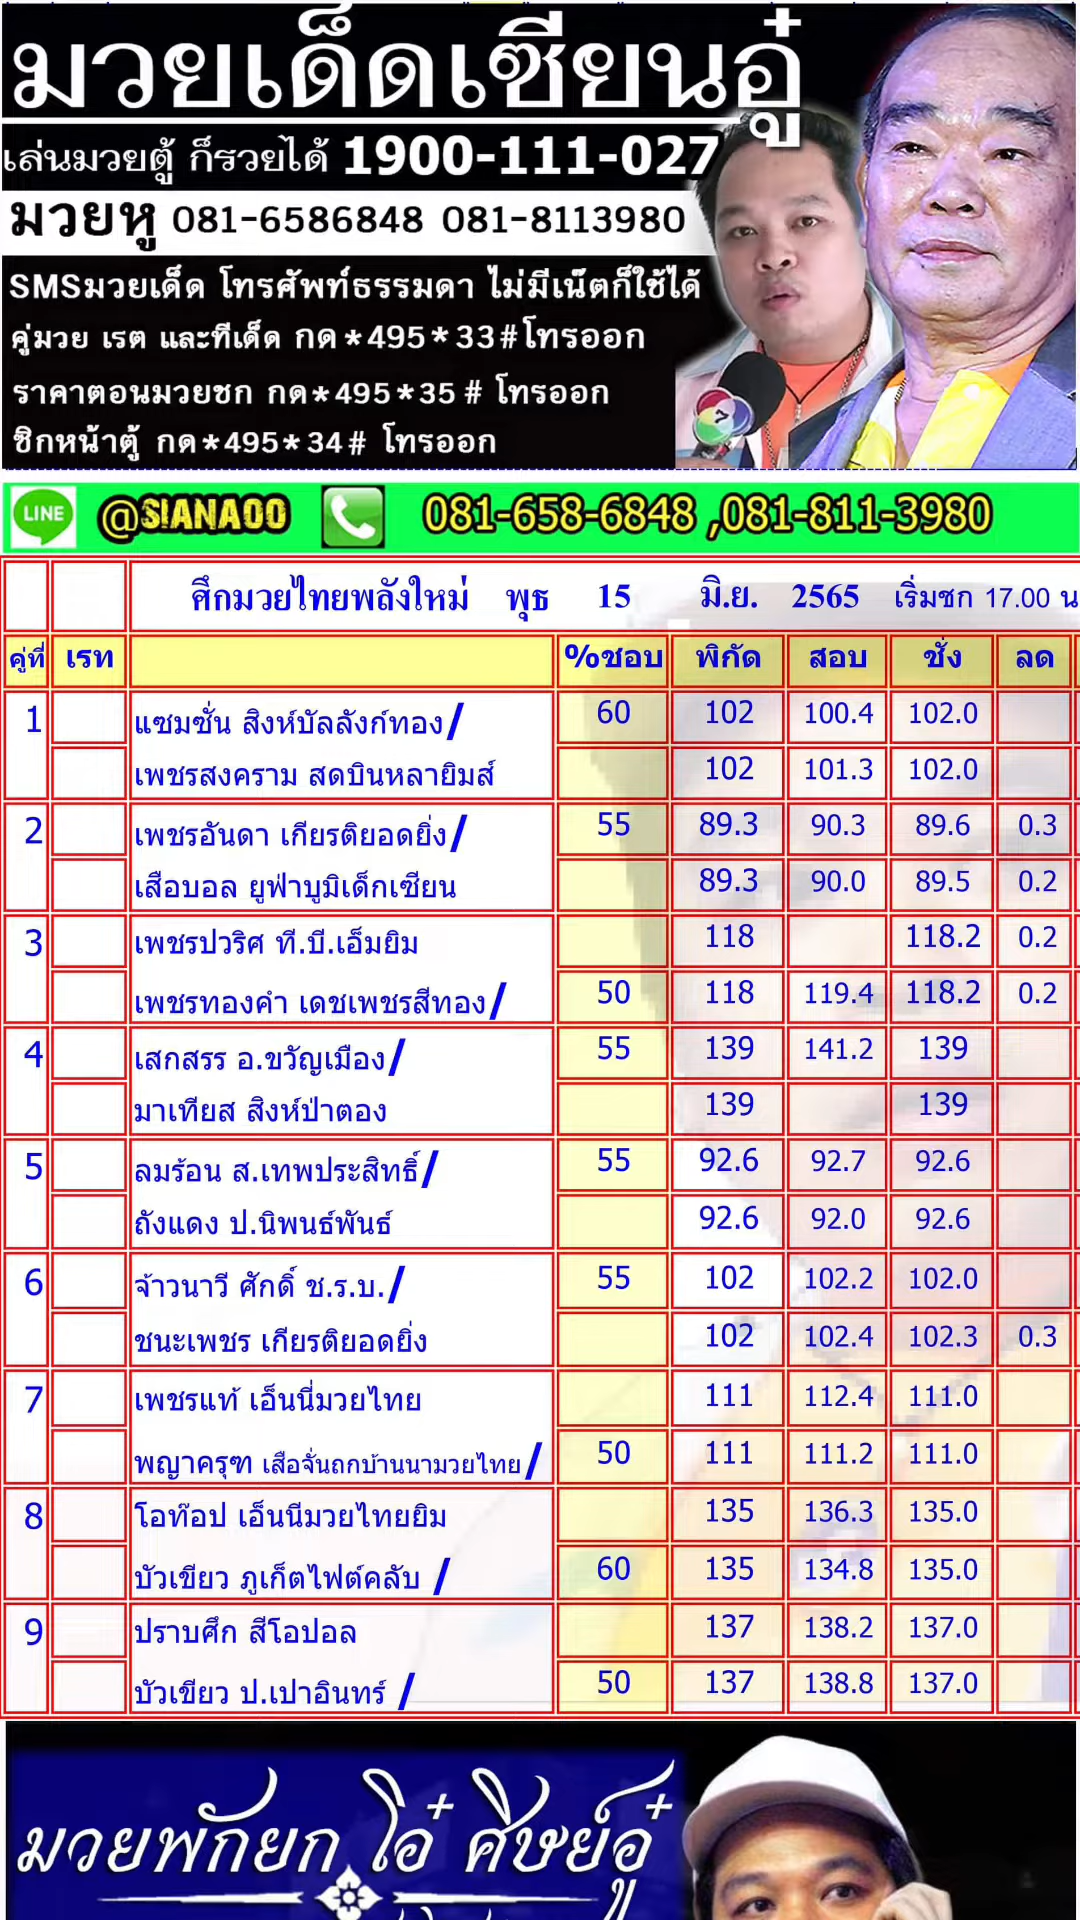 มวยเด็ดเซียนอู๋
เล่นมวยตู้ ก็รวยได้ 1900-111-027
มวยหู 081-6586848 081-8113980
SMSมวยเด็ด โทรศัพท์ธรรมดา ไม่มีเน๊ตก็ใช้ได้
คู่มวย เรต และทีเด็ด กด*495*33#โทรออก
ราคาตอนมวยชก กด*495*35# โทรออก
ซิกหน้าตู้ กด*495*34# โทรออก
LINE @SIANAOO 081-658-6848 ,081-811-3980
ศึกมวยไทยพลังใหม่ พุธ 15 มิ.ย. 2565 เริ่มชก 17.00 น
คู่ที่ เรท %ชอบ พิกัด สอบ ชั่ง ลด
1 แซมซั่น สิงห์บัลลังก์ทอง/ 60 102 100.4 102.0
เพชรสงคราม สดบินหลายิมส์ 102 101.3 102.0
2 เพชรอันดา เกียรติยอดยิ่ง/ 55 89.3 90.3 89.6 0.3
เสือบอล ยูฟ่าบูมิเด็กเซียน 89.3 90.0 89.5 0.2
3 เพชรปวริศ ที.บี.เอ็มยิม 118 118.2 0.2
เพชรทองคำ เดชเพชรสีทอง/ 50 118 119.4 118.2 0.2
4 เสกสรร อ.ขวัญเมือง/ 55 139 141.2 139
มาเทียส สิงห์ป่าตอง 139 139
5 ลมร้อน ส.เทพประสิทธิ์/ 55 92.6 92.7 92.6
ถังแดง ป.นิพนธ์พันธ์ 92.6 92.0 92.6
6 จ้าวนาวี ศักดิ์ ช.ร.บ./ 55 102 102.2 102.0
ชนะเพชร เกียรติยอดยิ่ง 102 102.4 102.3 0.3
7 เพชรแท้ เอ็นนี่มวยไทย 111 112.4 111.0
พญาครุฑ เสือจั่นถกบ้านนามวยไทย/ 50 111 111.2 111.0
8 โอท๊อป เอ็นนีมวยไทยยิม 135 136.3 135.0
บัวเขียว ภูเก็ตไฟต์คลับ / 60 135 134.8 135.0
9 ปราบศึก สีโอปอล 137 138.2 137.0
บัวเขียว ป.เปาอินทร์ / 50 137 138.8 137.0
มวยพักยก โอ๋ ศิษย์อู๋